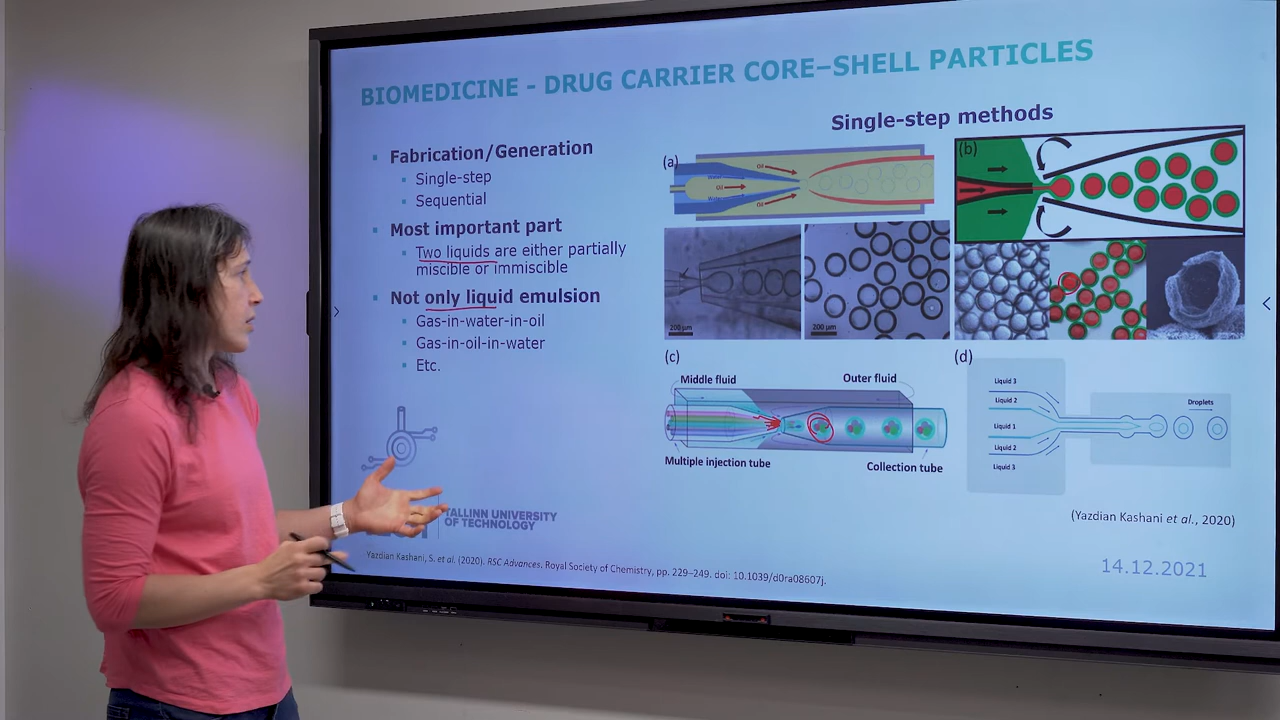 BIOMEDICINE - DRUG CARRIER CORE–SHELL PARTICLES
Fabrication/Generation
Single-step
Sequential
Most important part
Two liquids are either partially
miscible or immiscible
Not only liquid emulsion
Gas-in-water-in-oil
Gas-in-oil-in-water
Etc.
Single-step methods
(a)
Oil
Oil
Oil
200 µm
200 µm
(b)
(c)
Middle fluid
Outer fluid
Multiple injection tube
Collection tube
(d)
Liquid 3
Liquid 2
Liquid 1
Liquid 2
Liquid 3
Droplets
(Yazdian Kashani et al., 2020)
TALLINN UNIVERSITY
OF TECHNOLOGY
Yazdian Kashani, S. et al. (2020). RSC Advances. Royal Society of Chemistry, pp. 229–249. doi: 10.1039/d0ra08607j.
14.12.2021